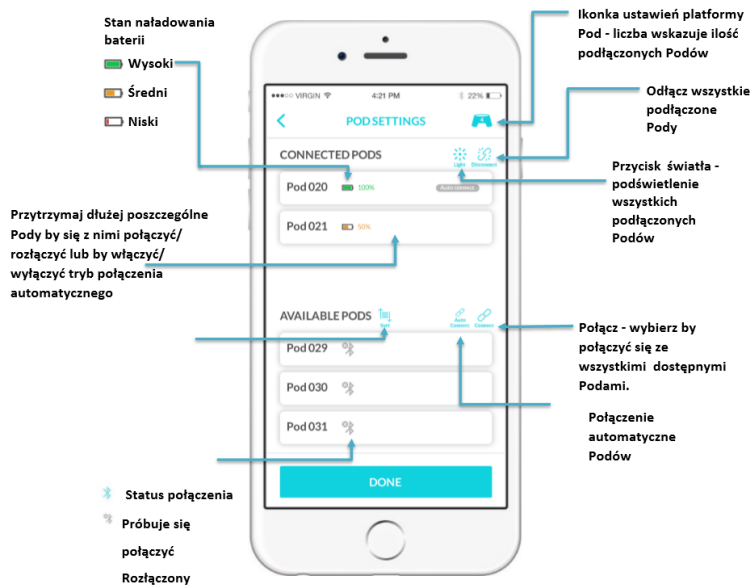 Stan naładowania
baterii
Wysoki
Średni
Niski
Przytrzymaj dłużej poszczególne
Pody by się z nimi połączyć/
rozłączyć lub by włączyć/
wyłączyć tryb połączenia
automatycznego
Status połączenia
Próbuje się
połączyć
Rozłączony
VIRGIN 4:21 PM 22%
POD SETTINGS
CONNECTED PODS Light Disconnect
Pod 020 100% Auto connect
Pod 021 50%
AVAILABLE PODS Sort Auto Connect Connect
Pod 029
Pod 030
Pod 031
DONE
Ikonka ustawień platformy
Pod - liczba wskazuje ilość
podłączonych Podów
Odłącz wszystkie
podłączone
Pody
Przycisk światła -
podświetlenie
wszystkich
podłączonych
Podów
Połącz - wybierz by
połączyć się ze
wszystkimi dostępnymi
Podami.
Połączenie
automatyczne
Podów